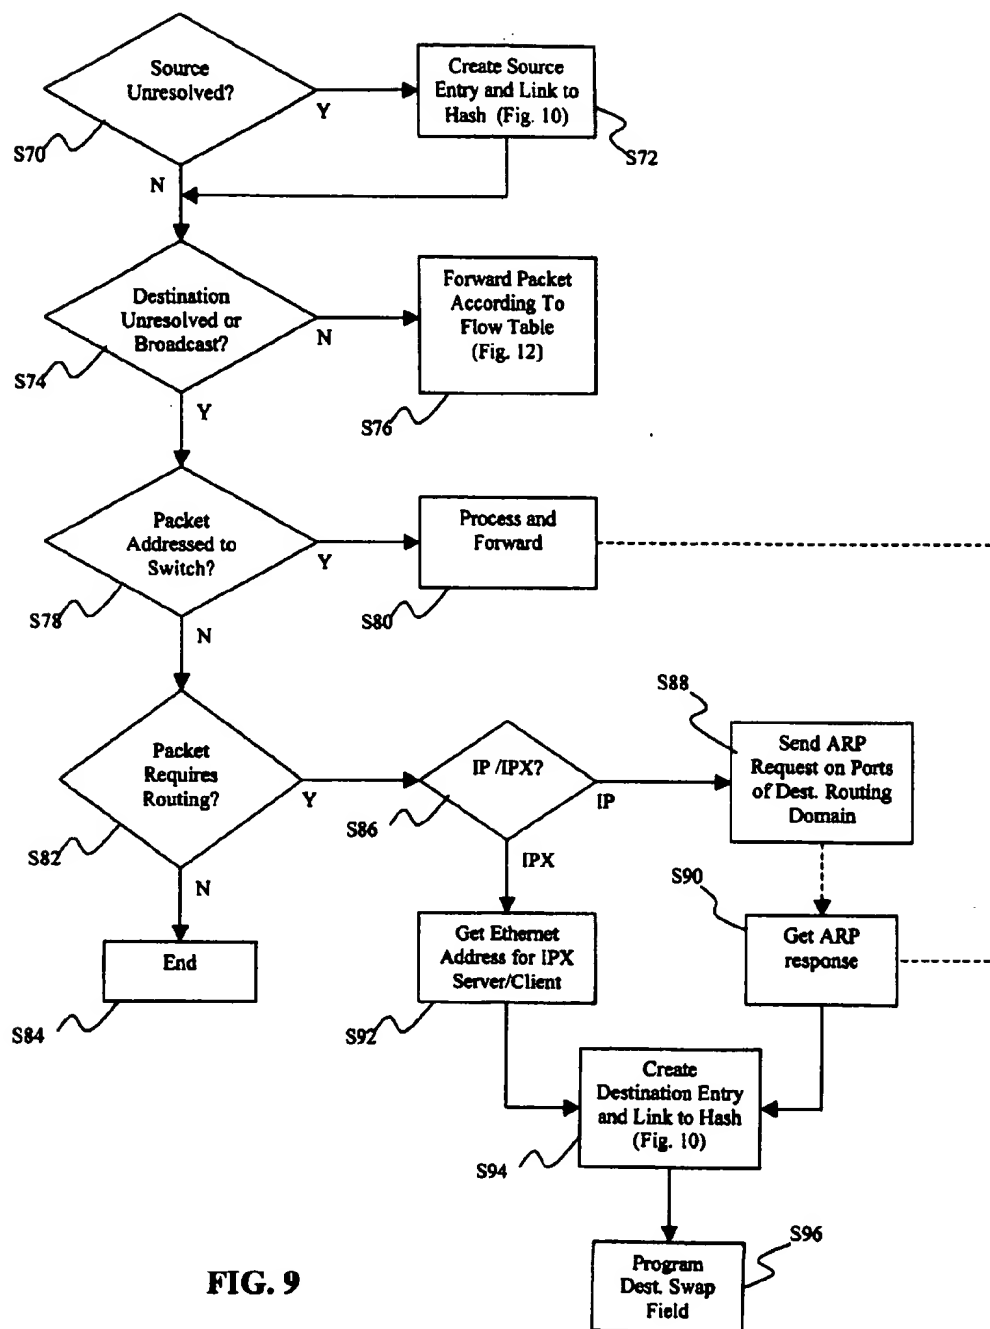 Source
Unresolved?
Y
Create Source
Entry and Link to
Hash (Fig. 10)
S70
S72
N
Destination
Unresolved or
Broadcast?
N
Forward Packet
According To
Flow Table
(Fig. 12)
S74
S76
Y
Packet
Addressed to
Switch?
Y
Process and
Forward
S78
S80
N
Packet
Requires
Routing?
Y
IP /IPX?
IP
S88
Send ARP
Request on Ports
of Dest. Routing
Domain
S82
S86
N
IPX
S90
End
Get Ethernet
Address for IPX
Server/Client
Get ARP
response
S84
S92
Create
Destination Entry
and Link to Hash
(Fig. 10)
S94
S96
Program
Dest. Swap
Field
FIG. 9